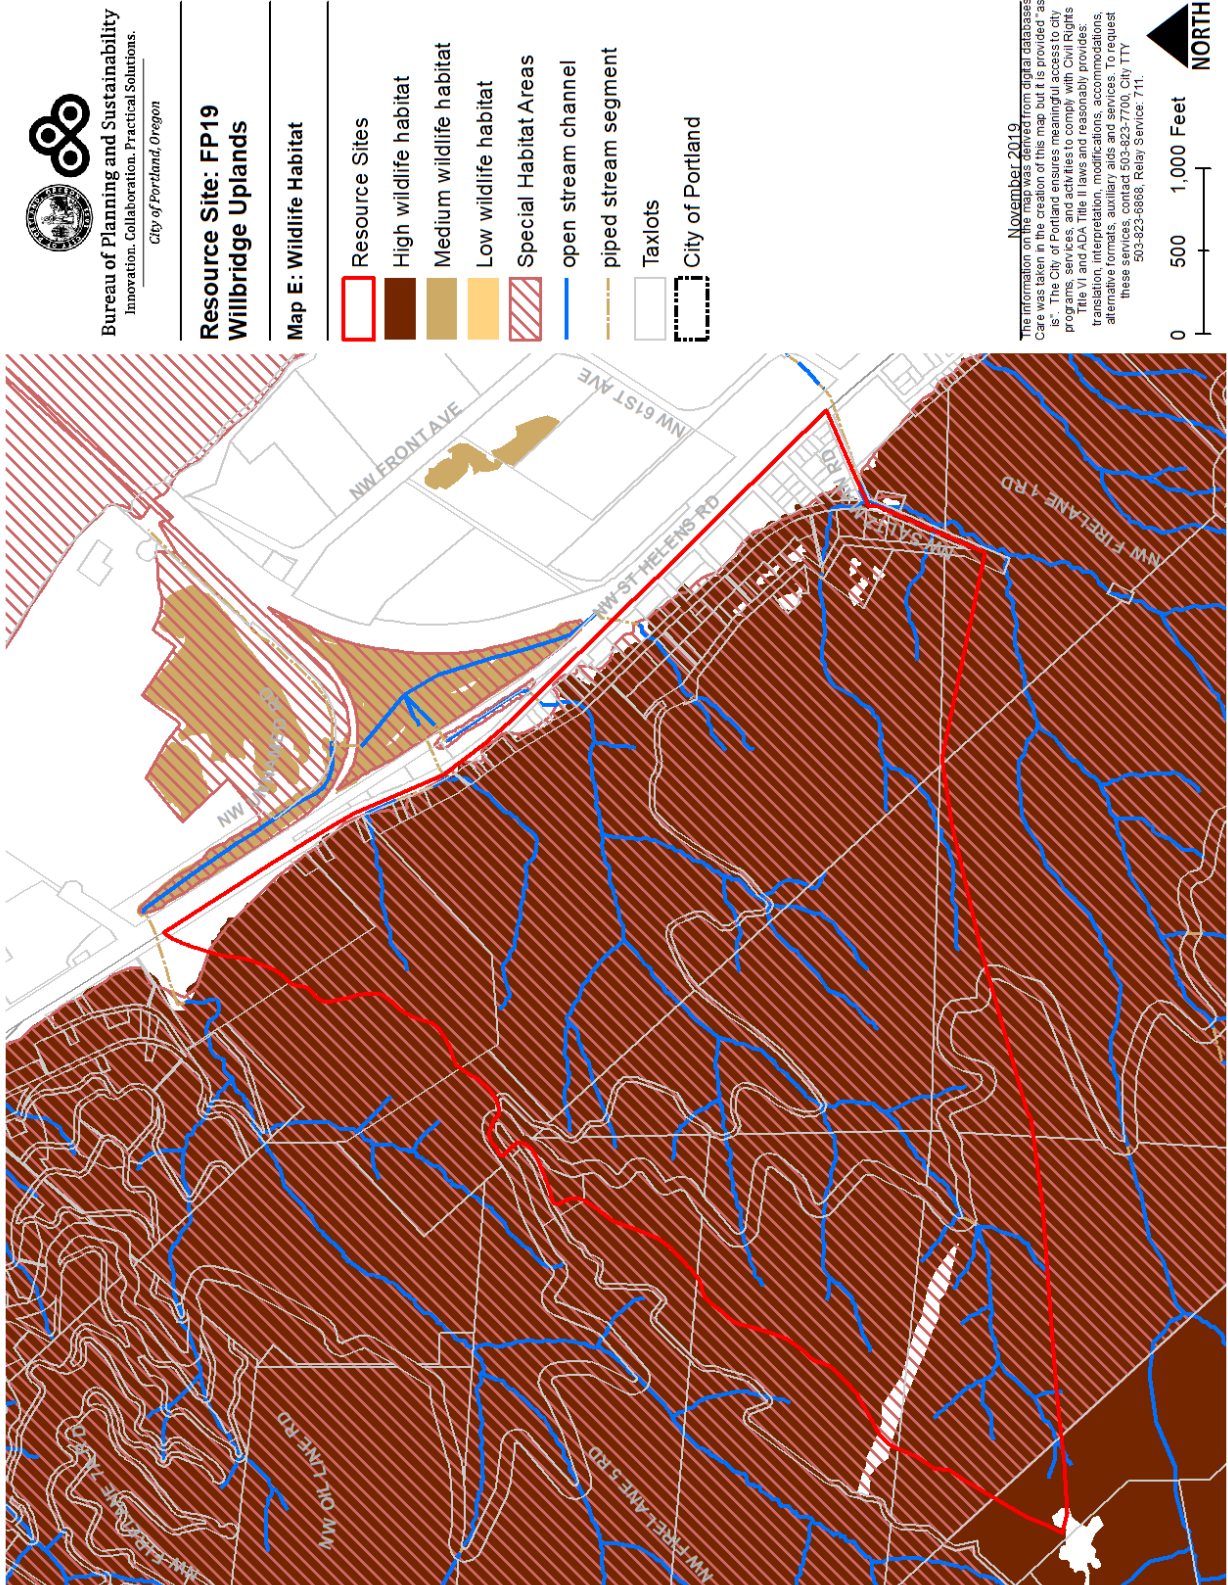 Bureau of Planning and Sustainability
Innovation. Collaboration. Practical Solutions.
City of Portland, Oregon
Resource Site: FP19
Willbridge Uplands
Map E: Wildlife Habitat
Resource Sites
High wildlife habitat
Medium wildlife habitat
Low wildlife habitat
Special Habitat Areas
open stream channel
piped stream segment
Taxlots
City of Portland
November 2019
The information on the map was derived from digital databases
Care was taken in the creation of this map but it is provided "as
is". The City of Portland ensures meaningful access to city
programs, services, and activities to comply with Civil Rights
Title VI and ADA Title II laws and reasonably provides:
translation, interpretation, modifications, accommodations,
alternative formats, auxiliary aids and services. To request
these services, contact 503-823-7700, City TTY
503-823-6868, Relay Service: 711.
0 500 1,000 Feet
NORTH
NW FRONT AVE
NW 61ST AVE
NW ST HELENS RD
NW RD
NW SALTZMAN RD
NW FIRELANE 1 RD
NW OIL LINE RD
NW FIRELANE 5 RD
NW FIRELANE 7A RD